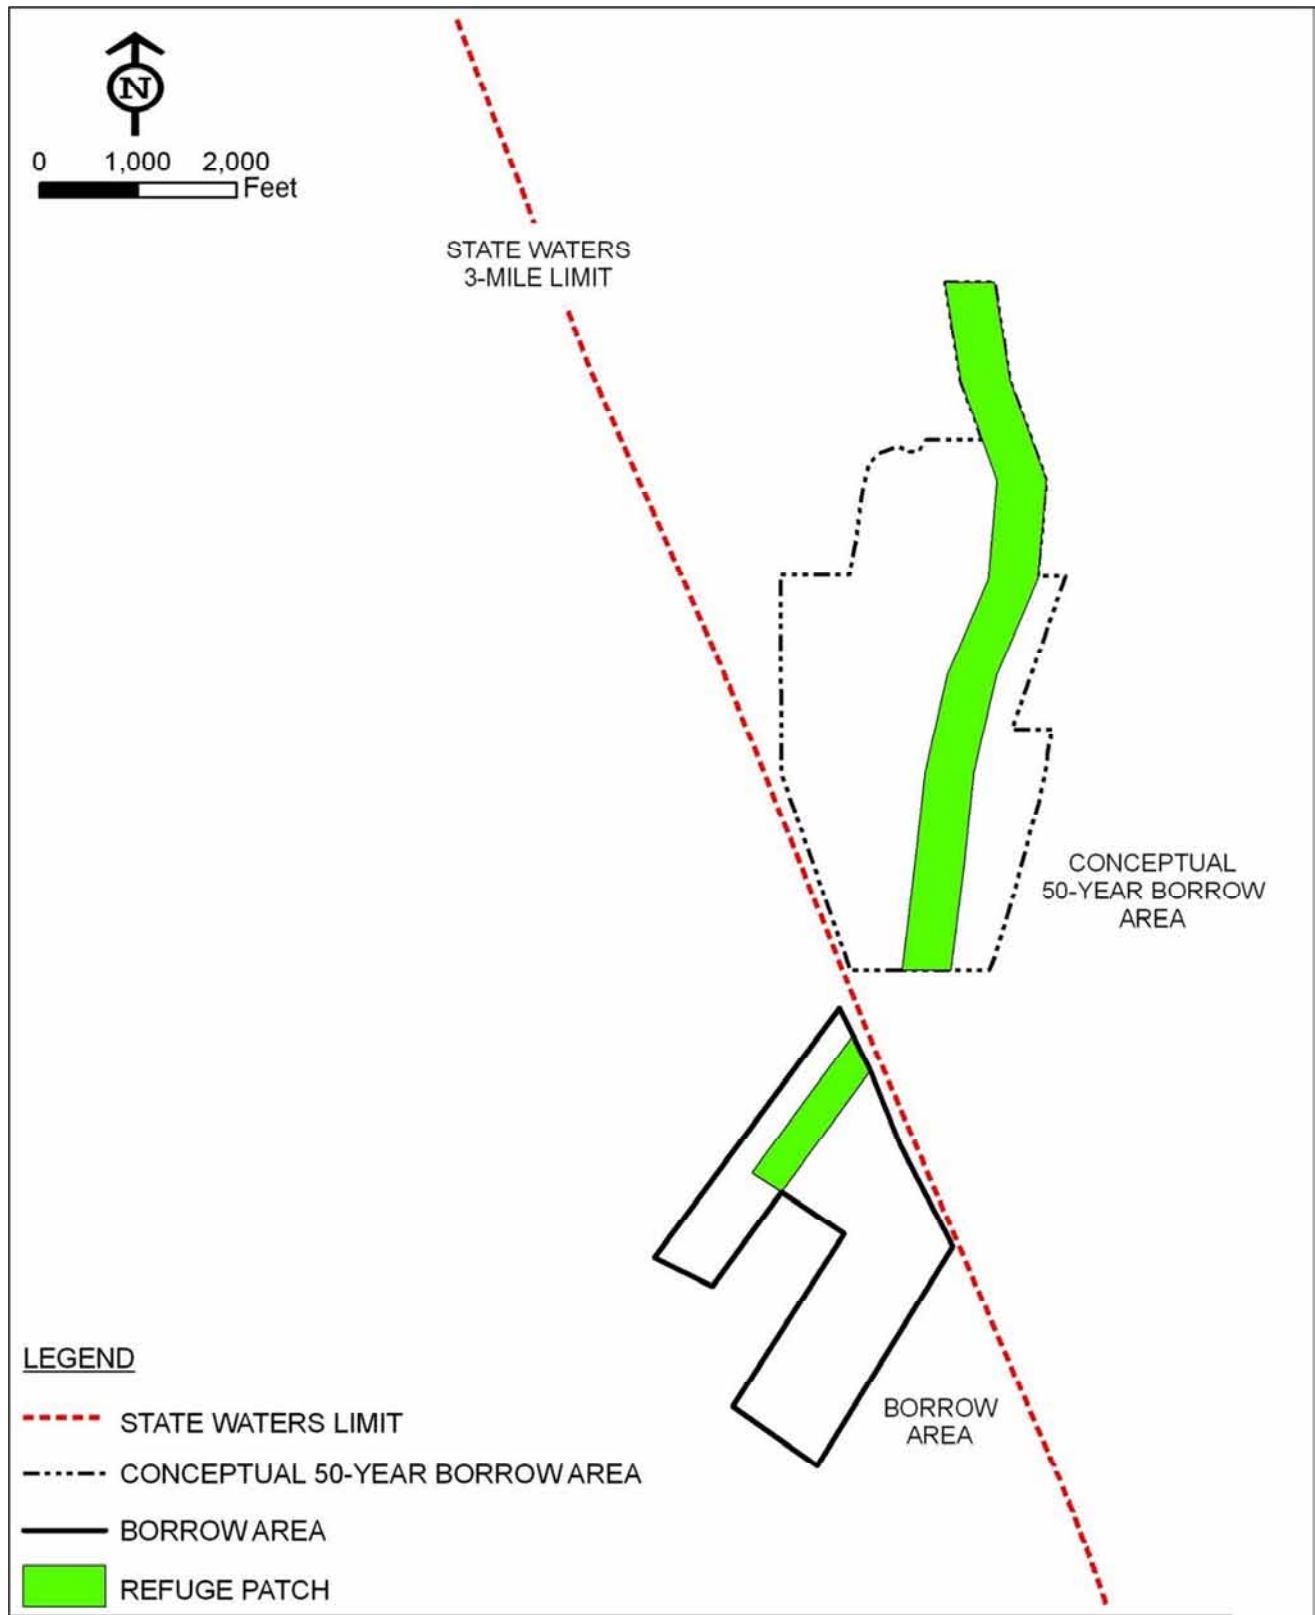 N
0 1,000 2,000
Feet
STATE WATERS
3-MILE LIMIT
CONCEPTUAL
50-YEAR BORROW
AREA
BORROW
AREA
LEGEND
STATE WATERS LIMIT
CONCEPTUAL 50-YEAR BORROW AREA
BORROW AREA
REFUGE PATCH